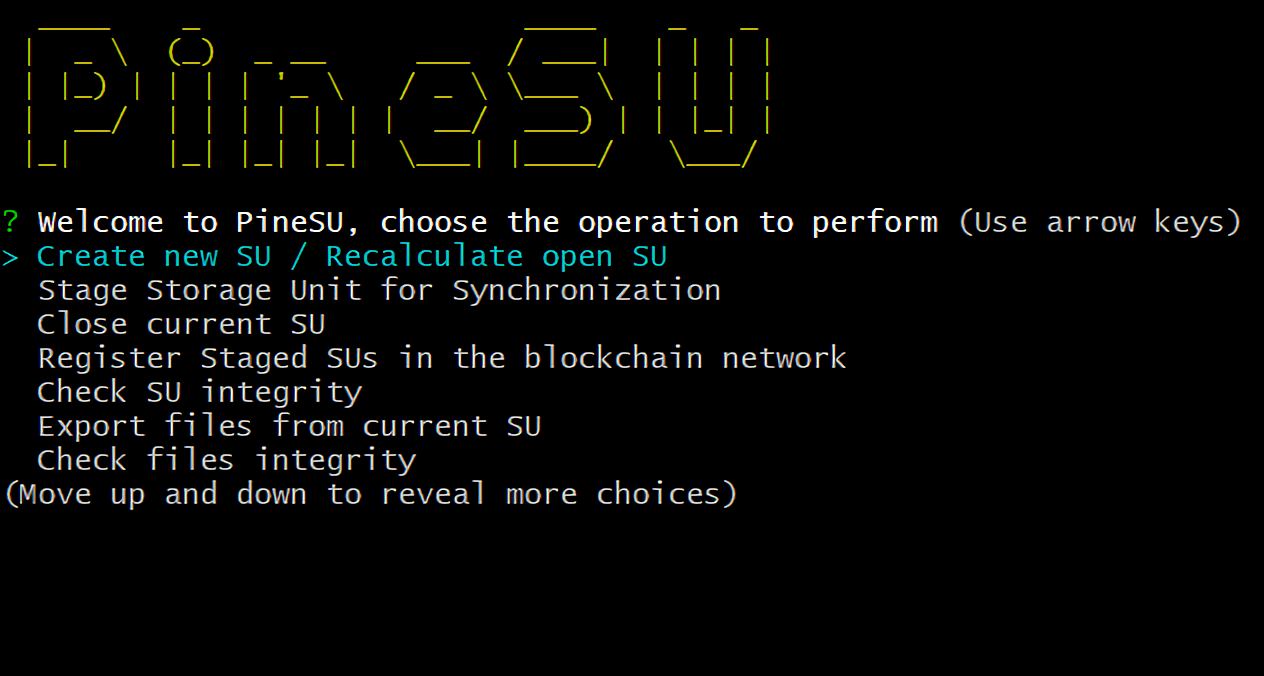 PineSU
? Welcome to PineSU, choose the operation to perform (Use arrow keys)
> Create new SU / Recalculate open SU
Stage Storage Unit for Synchronization
Close current SU
Register Staged SUs in the blockchain network
Check SU integrity
Export files from current SU
Check files integrity
(Move up and down to reveal more choices)